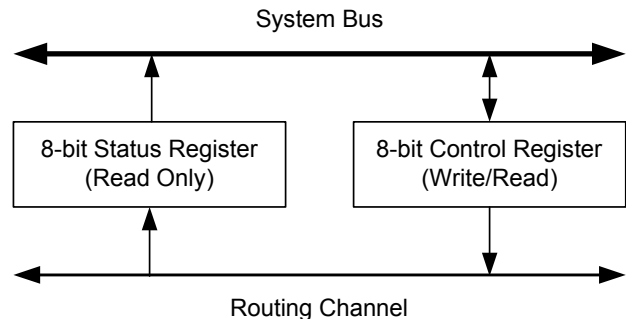 System Bus
8-bit Status Register
(Read Only)
8-bit Control Register
(Write/Read)
Routing Channel